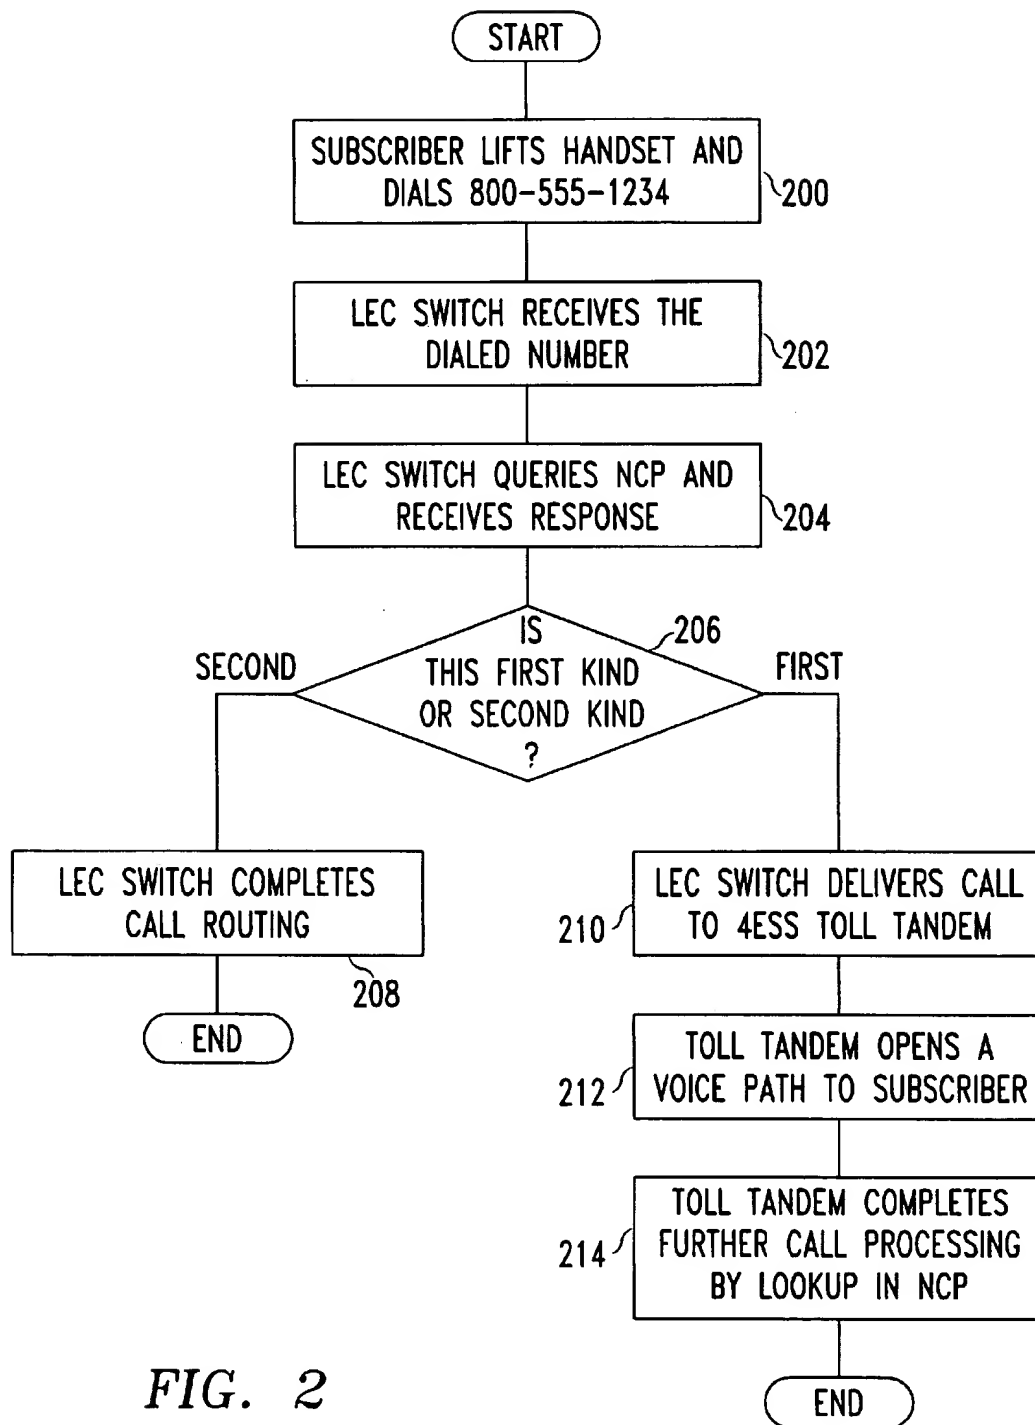 START
SUBSCRIBER LIFTS HANDSET AND
DIALS 800-555-1234
200
LEC SWITCH RECEIVES THE
DIALED NUMBER
202
LEC SWITCH QUERIES NCP AND
RECEIVES RESPONSE
204
IS
THIS FIRST KIND
OR SECOND KIND
?
206
SECOND
FIRST
LEC SWITCH COMPLETES
CALL ROUTING
208
END
LEC SWITCH DELIVERS CALL
TO 4ESS TOLL TANDEM
210
TOLL TANDEM OPENS A
VOICE PATH TO SUBSCRIBER
212
TOLL TANDEM COMPLETES
FURTHER CALL PROCESSING
BY LOOKUP IN NCP
214
END
FIG. 2